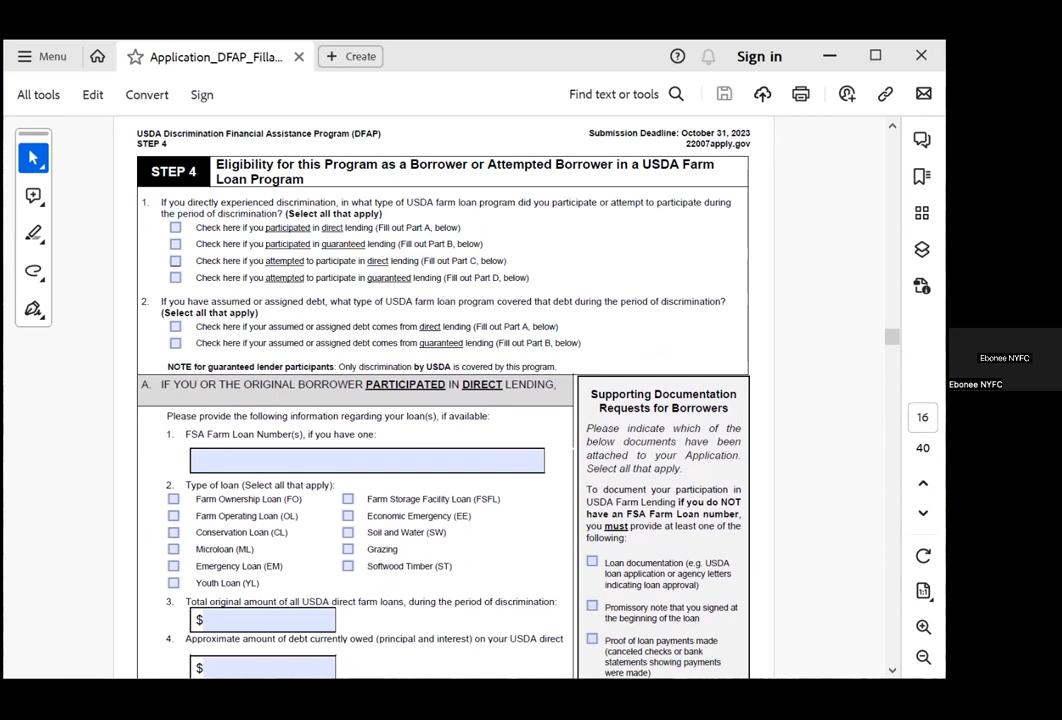 Menu
Application_DFAP_Filla...
Create
Sign in
All tools
Edit
Convert
Sign
Find text or tools
USDA Discrimination Financial Assistance Program (DFAP)
STEP 4
Submission Deadline: October 31, 2023
22007apply.gov
STEP 4
Eligibility for this Program as a Borrower or Attempted Borrower in a USDA Farm
Loan Program
1. If you directly experienced discrimination, in what type of USDA farm loan program did you participate or attempt to participate during
the period of discrimination? (Select all that apply)
Check here if you participated in direct lending (Fill out Part A, below)
Check here if you participated in guaranteed lending (Fill out Part B, below)
Check here if you attempted to participate in direct lending (Fill out Part C, below)
Check here if you attempted to participate in guaranteed lending (Fill out Part D, below)
2. If you have assumed or assigned debt, what type of USDA farm loan program covered that debt during the period of discrimination?
(Select all that apply)
Check here if your assumed or assigned debt comes from direct lending (Fill out Part A, below)
Check here if your assumed or assigned debt comes from guaranteed lending (Fill out Part B, below)
NOTE for guaranteed lender participants: Only discrimination by USDA is covered by this program.
A. IF YOU OR THE ORIGINAL BORROWER PARTICIPATED IN DIRECT LENDING,
Please provide the following information regarding your loan(s), if available:
1. FSA Farm Loan Number(s), if you have one:
2. Type of loan (Select all that apply):
Farm Ownership Loan (FO)
Farm Operating Loan (OL)
Conservation Loan (CL)
Microloan (ML)
Emergency Loan (EM)
Youth Loan (YL)
Farm Storage Facility Loan (FSFL)
Economic Emergency (EE)
Soil and Water (SW)
Grazing
Softwood Timber (ST)
3. Total original amount of all USDA direct farm loans, during the period of discrimination:
$
4. Approximate amount of debt currently owed (principal and interest) on your USDA direct
$
Supporting Documentation
Requests for Borrowers
Please indicate which of the
below documents have been
attached to your Application.
Select all that apply.
To document your participation in
USDA Farm Lending if you do NOT
have an FSA Farm Loan number,
you must provide at least one of the
following:
Loan documentation (e.g. USDA
loan application or agency letters
indicating loan approval)
Promissory note that you signed at
the beginning of the loan
Proof of loan payments made
(canceled checks or bank
statements showing payments
were made)
16
40
1:1
Ebonee NYFC
Ebonee NYFC